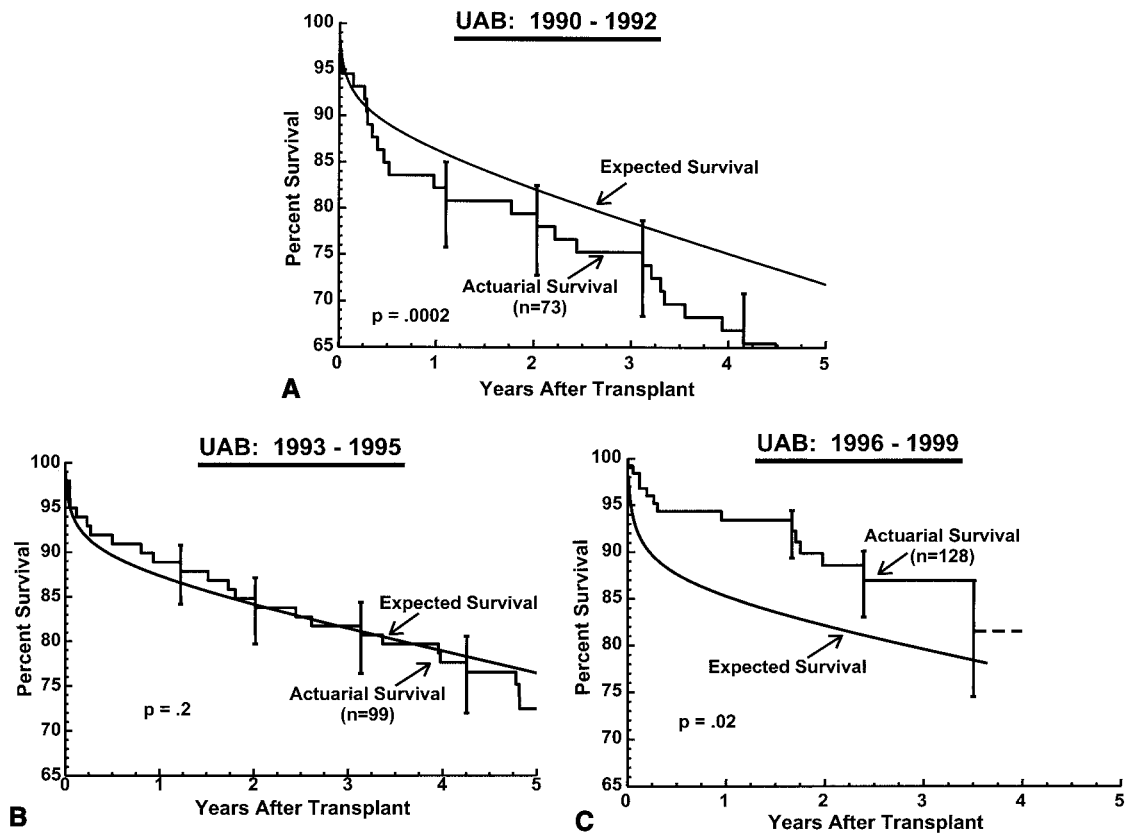 UAB: 1990 - 1992
100
95
90
85
80
75
70
65
Percent Survival
Expected Survival
Actuarial Survival
(n=73)
p = .0002
0 1 2 3 4 5
Years After Transplant
A
UAB: 1993 - 1995
100
95
90
85
80
75
70
65
Percent Survival
Expected Survival
Actuarial Survival
(n=99)
p = .2
0 1 2 3 4 5
Years After Transplant
B
UAB: 1996 - 1999
100
95
90
85
80
75
70
65
Percent Survival
Actuarial Survival
(n=128)
Expected Survival
p = .02
0 1 2 3 4 5
Years After Transplant
C